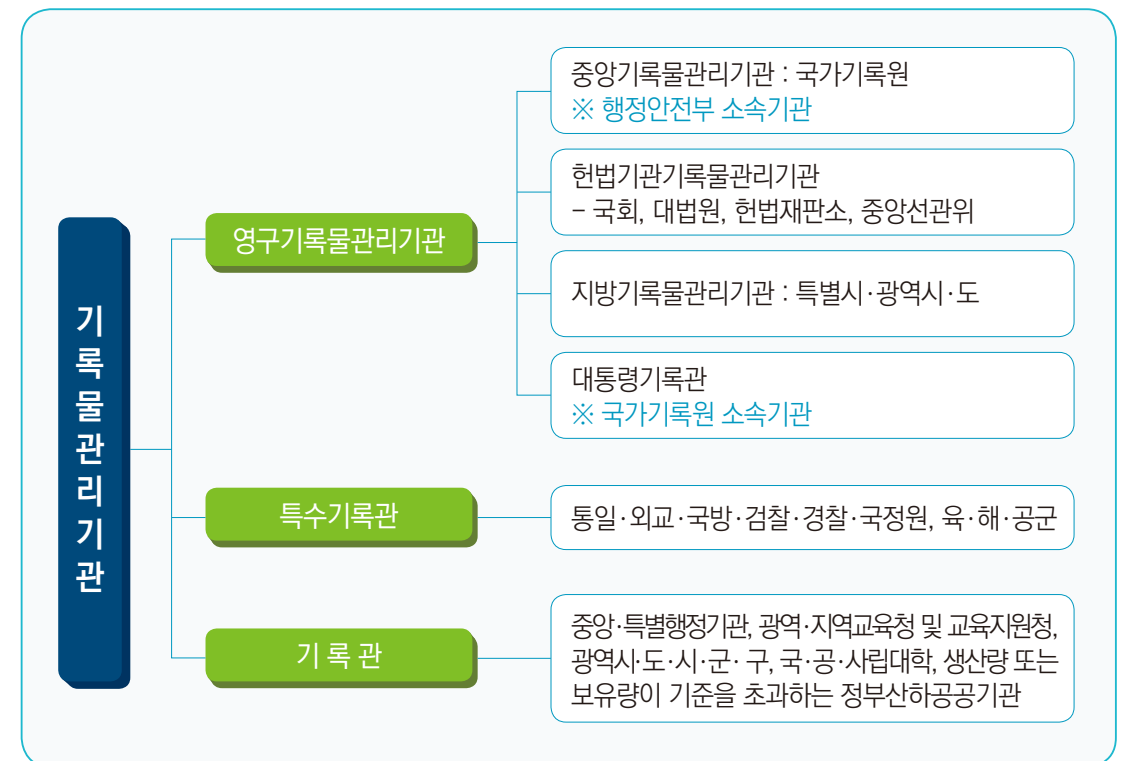 기록물관리기관
영구기록물관리기관
중앙기록물관리기관 : 국가기록원
※ 행정안전부 소속기관
헌법기관기록물관리기관
– 국회, 대법원, 헌법재판소, 중앙선관위
지방기록물관리기관 : 특별시·광역시·도
대통령기록관
※ 국가기록원 소속기관
특수기록관
통일·외교·국방·검찰·경찰·국정원, 육·해·공군
기 록 관
중앙·특별행정기관, 광역·지역교육청 및 교육지원청,
광역시·도·시·군· 구, 국·공·사립대학, 생산량 또는
보유량이 기준을 초과하는 정부산하공공기관